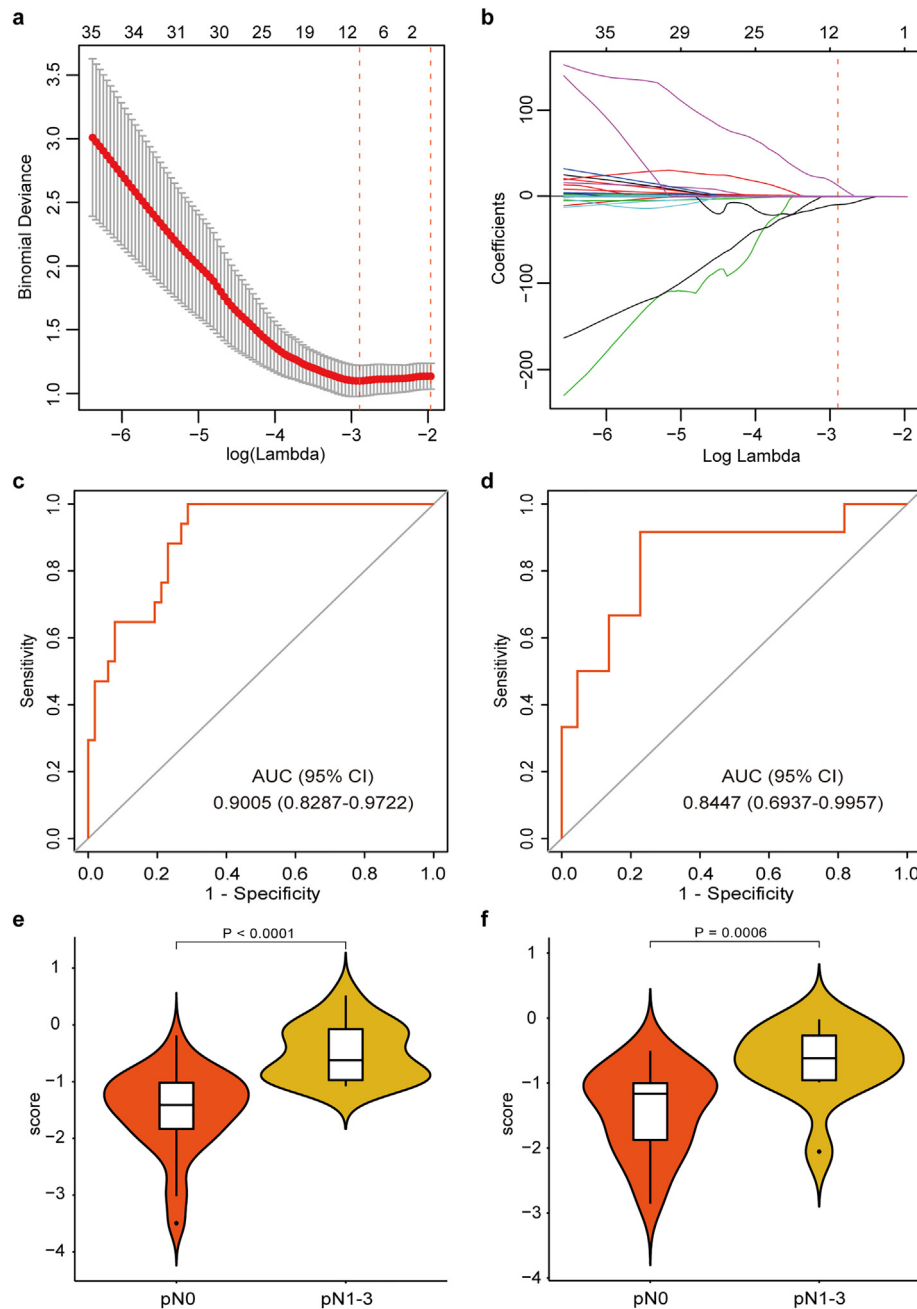 a
35 34 31 30 25 19 12 6 2
3.5
3.0
2.5
2.0
1.5
1.0
Binomial Deviance
−6 −5 −4 −3 −2
log(Lambda)
b
35 29 26 12 1
100
0
−100
−200
Coefficients
−6 −5 −4 −3 −2
Log Lambda
c
1.0
0.8
0.6
0.4
0.2
0.0
Sensitivity
AUC (95% CI)
0.9005 (0.8287-0.9722)
0.0 0.2 0.4 0.6 0.8 1.0
1 - Specificity
d
1.0
0.8
0.6
0.4
0.2
0.0
Sensitivity
AUC (95% CI)
0.8447 (0.6937-0.9957)
0.0 0.2 0.4 0.6 0.8 1.0
1 - Specificity
e
P < 0.0001
1
0
−1
−2
−3
−4
score
pN0 pN1-3
f
P = 0.0006
1
0
−1
−2
−3
−4
score
pN0 pN1-3